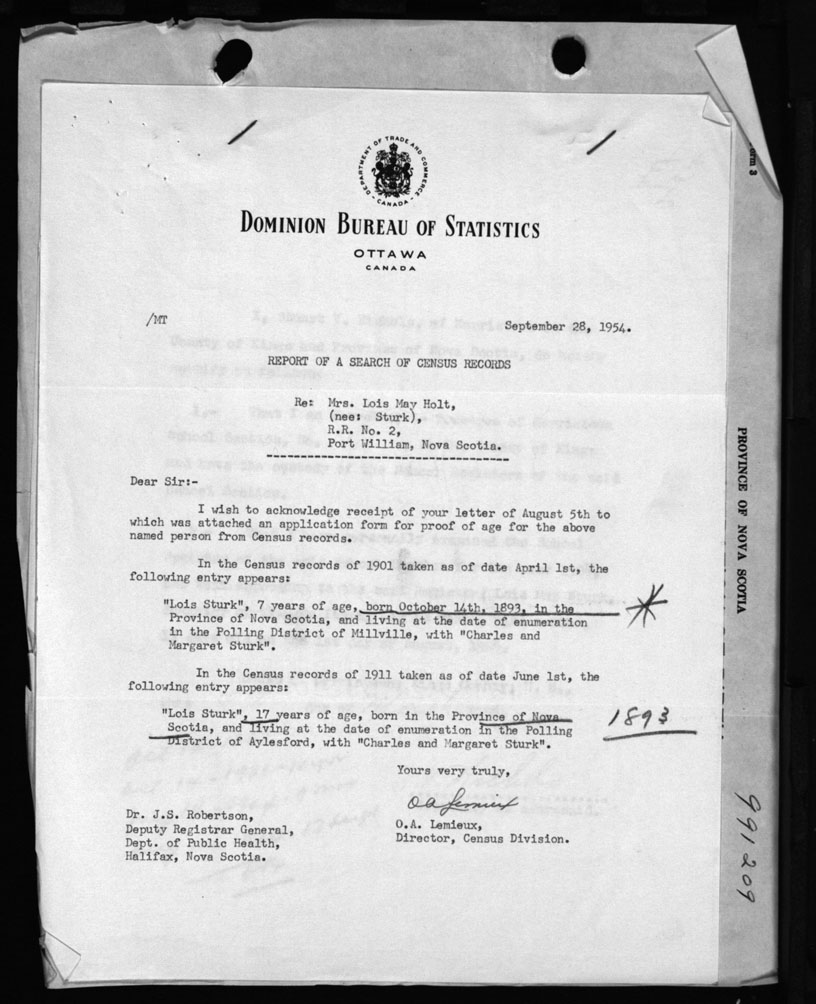 DEPARTMENT OF TRADE AND COMMERCE
- CANADA -
DOMINION BUREAU OF STATISTICS
OTTAWA
CANADA
orm 3
/MT
September 28, 1954.
REPORT OF A SEARCH OF CENSUS RECORDS
Re: Mrs. Lois May Holt,
(nee: Sturk),
R.R. No. 2,
Port William, Nova Scotia.
Dear Sir:-
I wish to acknowledge receipt of your letter of August 5th to
which was attached an application form for proof of age for the above
named person from Census records.
In the Census records of 1901 taken as of date April 1st, the
following entry appears:
"Lois Sturk", 7 years of age, born October 14th, 1893, in the
Province of Nova Scotia, and living at the date of enumeration
in the Polling District of Millville, with "Charles and
Margaret Sturk".
In the Census records of 1911 taken as of date June 1st, the
following entry appears:
"Lois Sturk", 17 years of age, born in the Province of Nova
Scotia, and living at the date of enumeration in the Polling
District of Aylesford, with "Charles and Margaret Sturk".
1893
Yours very truly,
OA Lemieux
O.A. Lemieux,
Director, Census Division.
Dr. J.S. Robertson,
Deputy Registrar General,
Dept. of Public Health,
Halifax, Nova Scotia.
PROVINCE OF NOVA SCOTIA
991209